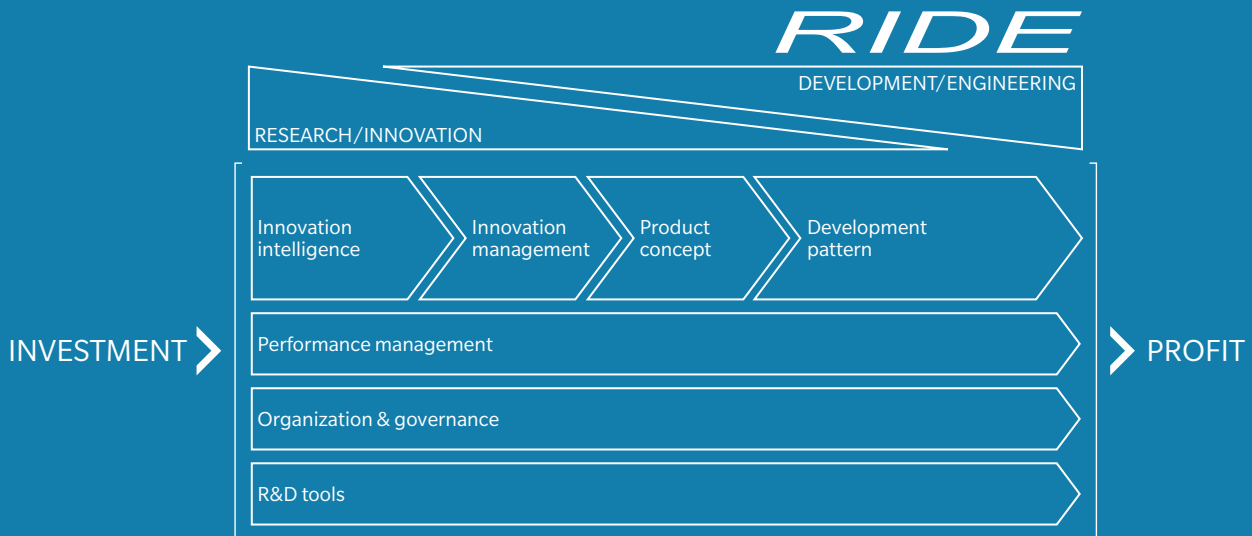 RIDE
DEVELOPMENT/ENGINEERING
RESEARCH/INNOVATION
Innovation
intelligence
Innovation
management
Product
concept
Development
pattern
INVESTMENT
Performance management
PROFIT
Organization & governance
R&D tools